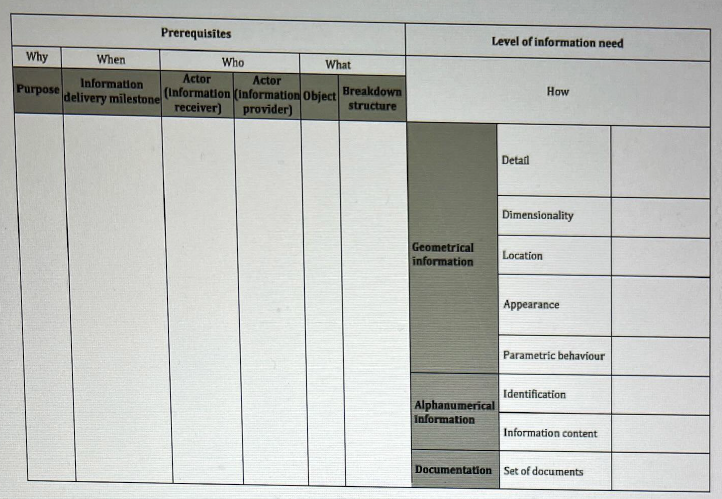 Prerequisites
Level of information need
Why
When
Who
What
How
Purpose
Information
delivery milestone
Actor
(information
receiver)
Actor
(information
provider)
Object
Breakdown
structure
Geometrical
information
Detail
Dimensionality
Location
Appearance
Parametric behaviour
Alphanumerical
information
Identification
Information content
Documentation
Set of documents